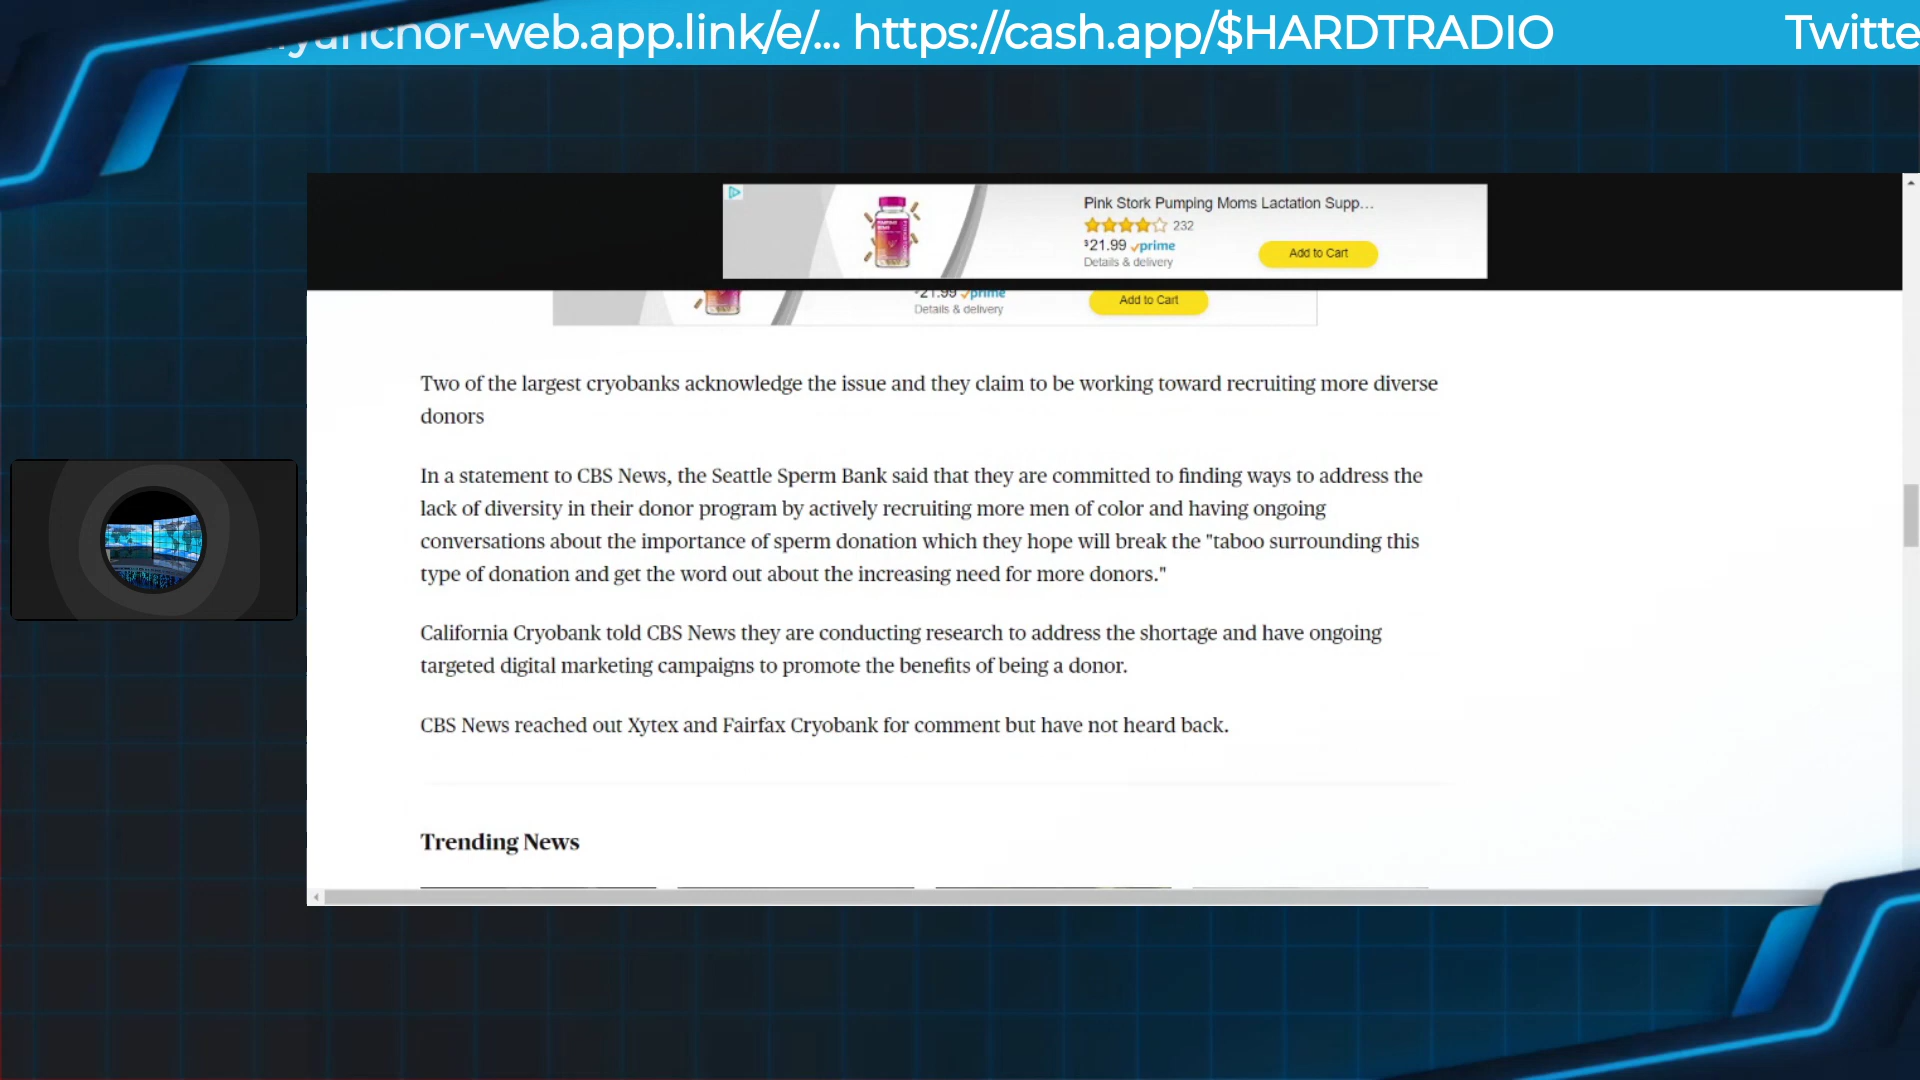 anchor-web.app.link/e/... https://cash.app/$HARDTRADIO Twitte
Pink Stork Pumping Moms Lactation Supp...
232
$21.99 prime
Add to Cart
Details & delivery
$21.99 prime
Add to Cart
Details & delivery
Two of the largest cryobanks acknowledge the issue and they claim to be working toward recruiting more diverse
donors
In a statement to CBS News, the Seattle Sperm Bank said that they are committed to finding ways to address the
lack of diversity in their donor program by actively recruiting more men of color and having ongoing
conversations about the importance of sperm donation which they hope will break the "taboo surrounding this
type of donation and get the word out about the increasing need for more donors."
California Cryobank told CBS News they are conducting research to address the shortage and have ongoing
targeted digital marketing campaigns to promote the benefits of being a donor.
CBS News reached out Xytex and Fairfax Cryobank for comment but have not heard back.
Trending News